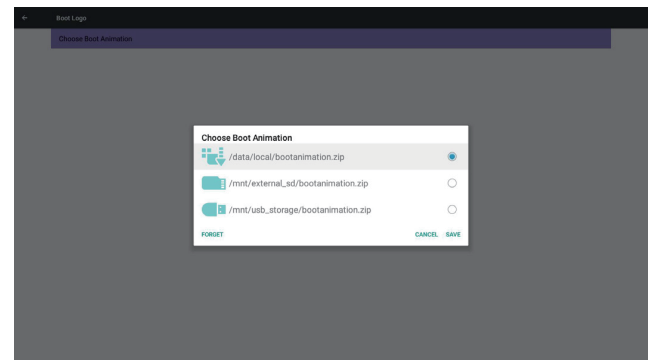 Boot Logo
Choose Boot Animation
Choose Boot Animation
/data/local/bootanimation.zip
/mnt/external_sd/bootanimation.zip
/mnt/usb_storage/bootanimation.zip
FORGET CANCEL SAVE